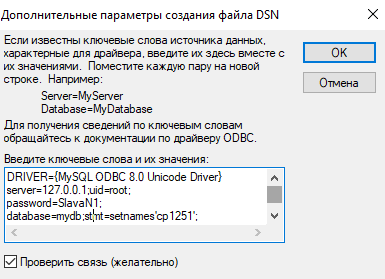 Дополнительные параметры создания файла DSN
Если известны ключевые слова источника данных,
характерные для драйвера, введите их здесь вместе с
их значениями. Поместите каждую пару на новой
строке. Например:
Server=MyServer
Database=MyDatabase
Для получения сведений по ключевым словам
обращайтесь к документации по драйверу ODBC.
Введите ключевые слова и их значения:
DRIVER={MySQL ODBC 8.0 Unicode Driver}
server=127.0.0.1;uid=root;
password=SlavaN1;
database=mydb;stmt=setnames'cp1251';
Проверить связь (желательно)
OK
Отмена